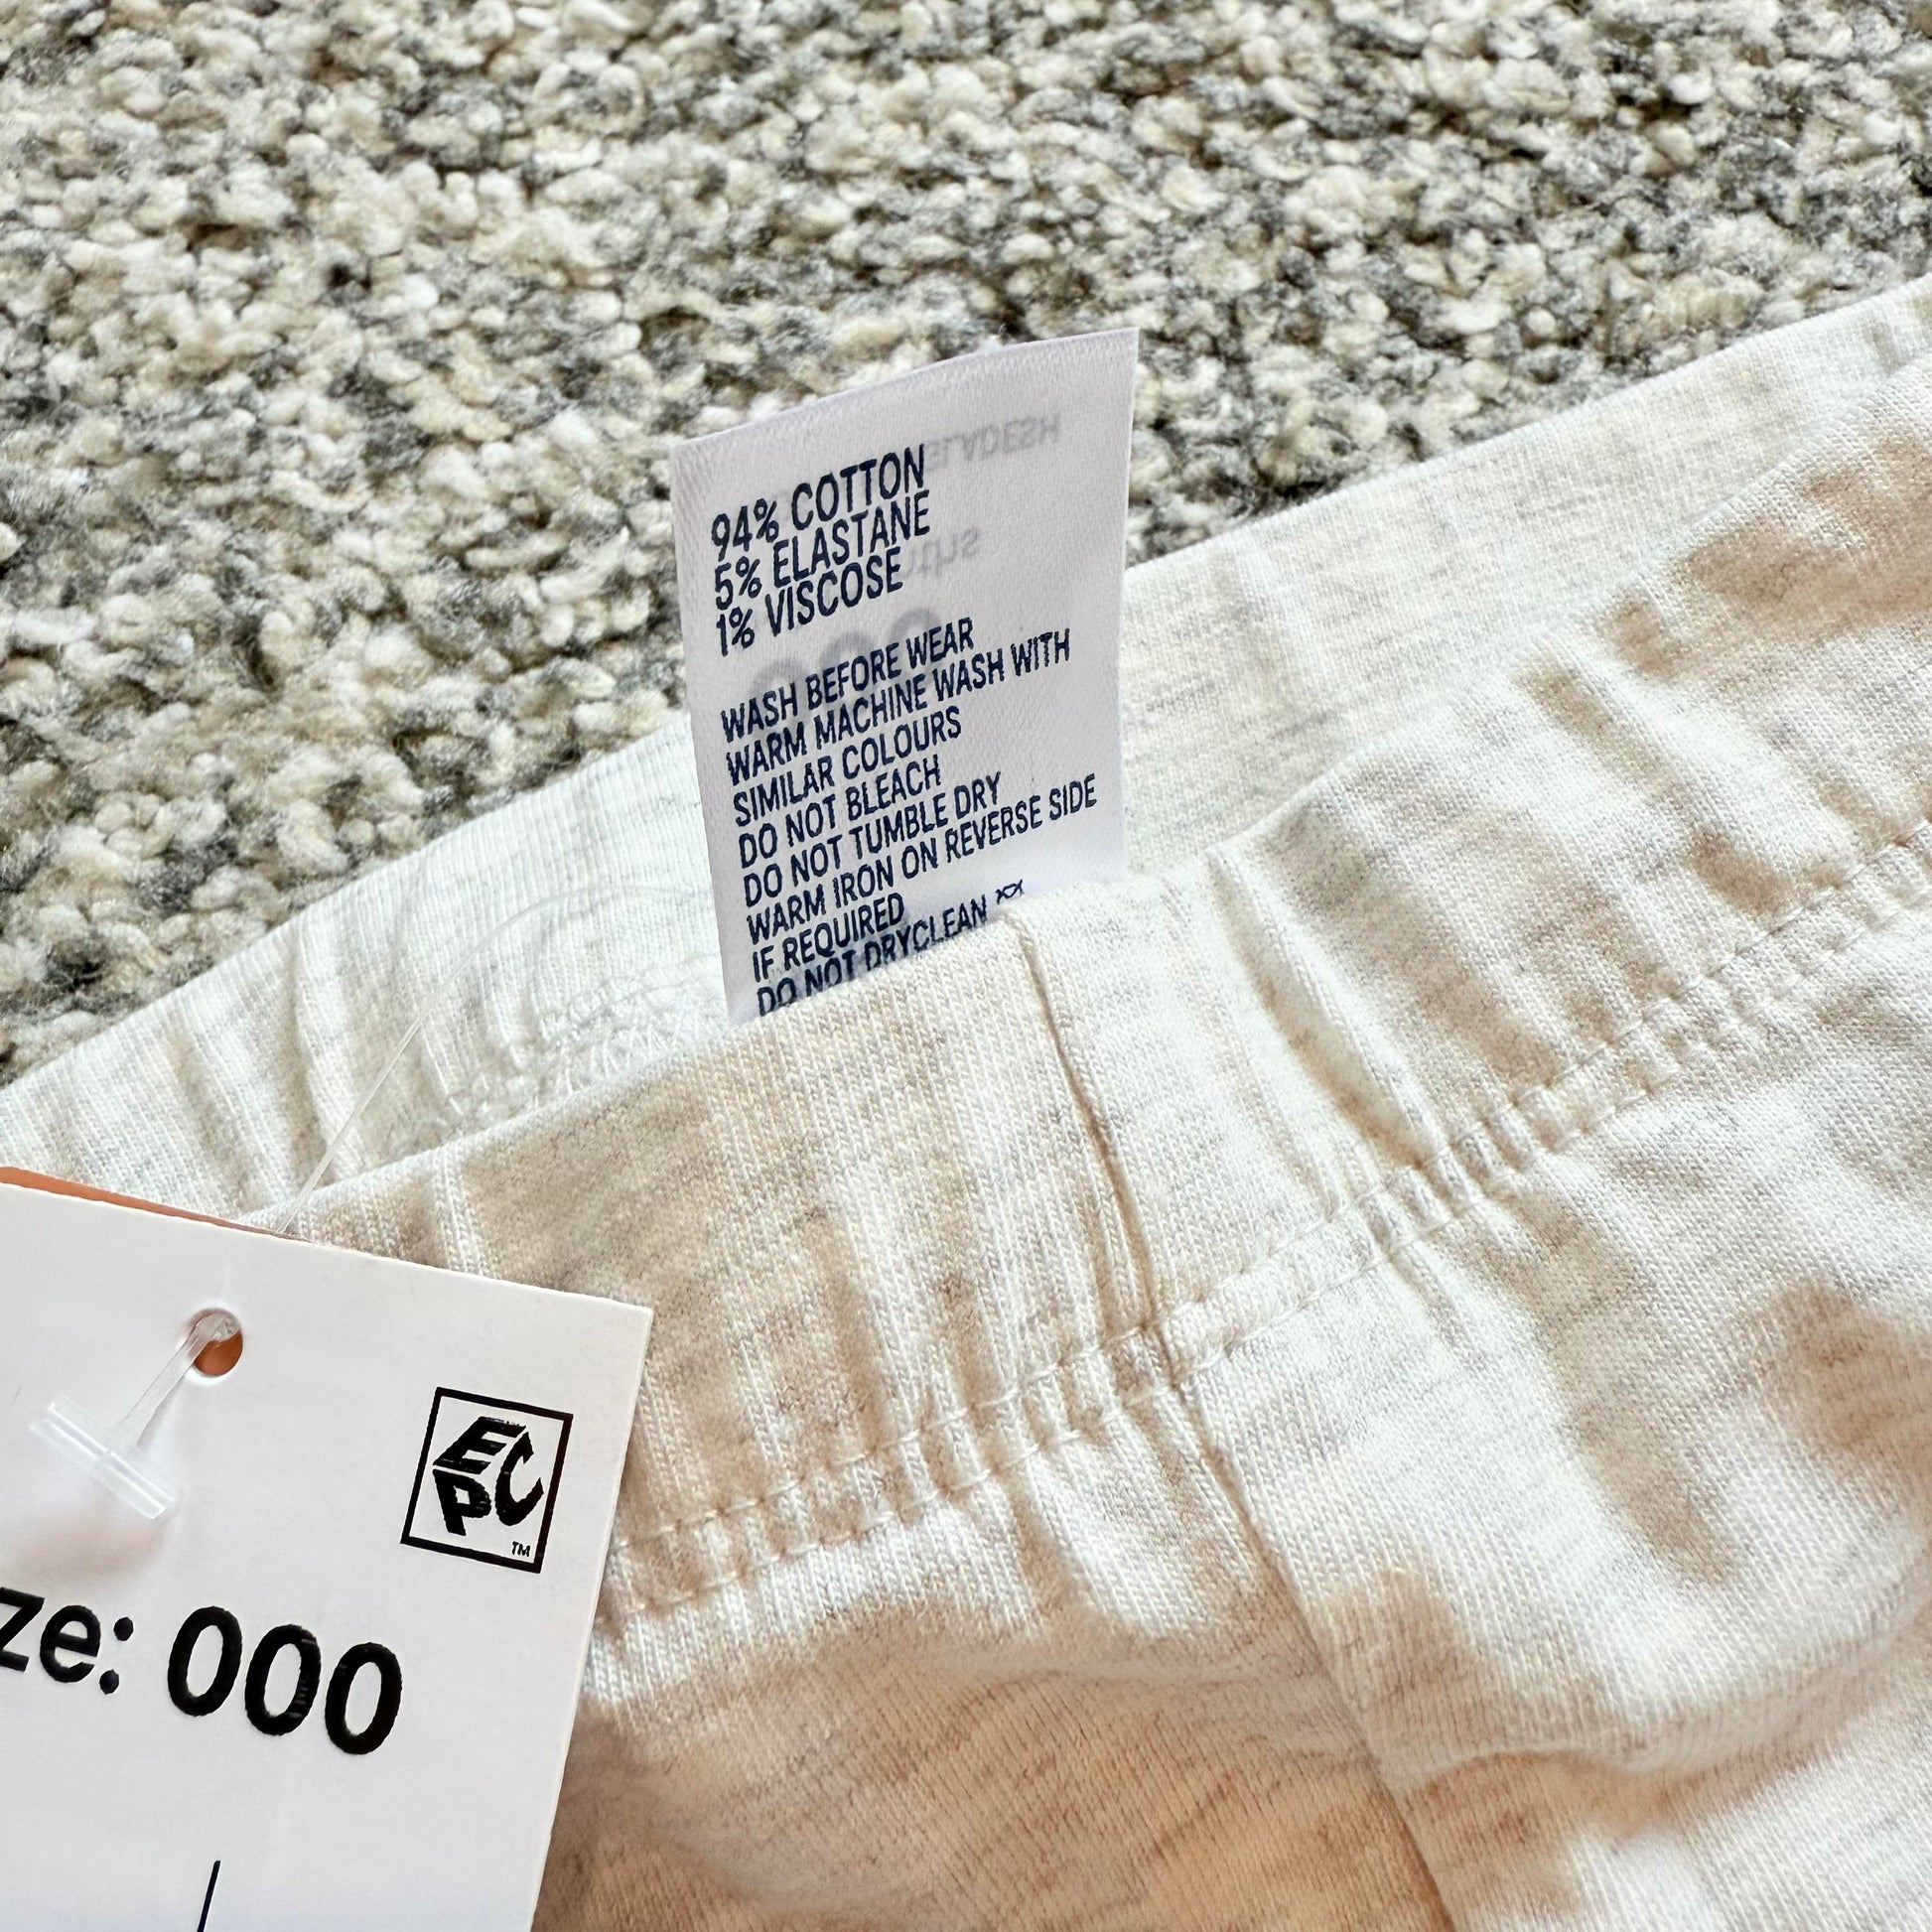 94% COTTON
5% ELASTANE
1% VISCOSE
WASH BEFORE WEAR
WARM MACHINE WASH WITH
SIMILAR COLOURS
DO NOT BLEACH
DO NOT TUMBLE DRY
WARM IRON ON REVERSE SIDE
IF REQUIRED
DO NOT DRYCLEAN
EPC
TM
ze: 000